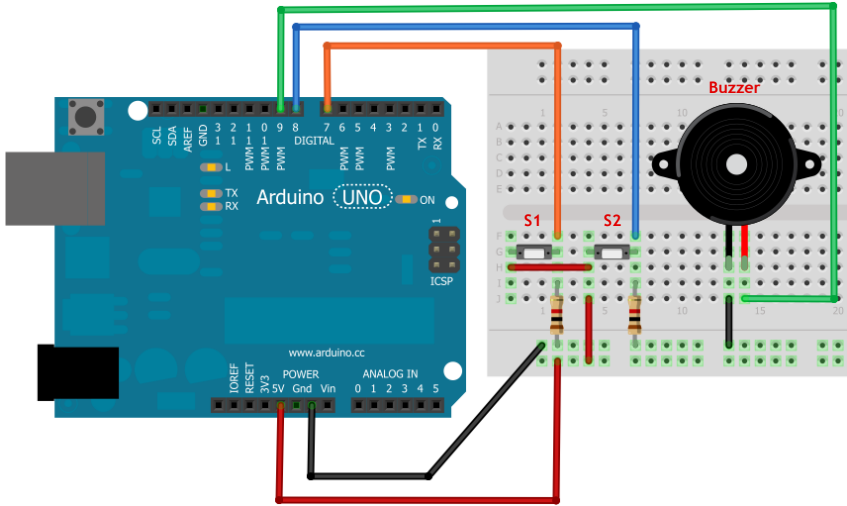 Buzzer
SCL
SDA
AREF
GND
13
12
PWM 11
PWM 10
PWM 9
8
DIGITAL
7
PWM 6
PWM 5
4
PWM 3
2
TX 1
RX 0
L
TX
RX
Arduino UNO
ON
1
ICSP
www.arduino.cc
POWER
ANALOG IN
IOREF
RESET
3V3
5V
Gnd
Vin
0 1 2 3 4 5
S1
S2
1 10
A
B
C
D
E
F
G
H
I
J
1 5 10 15 20